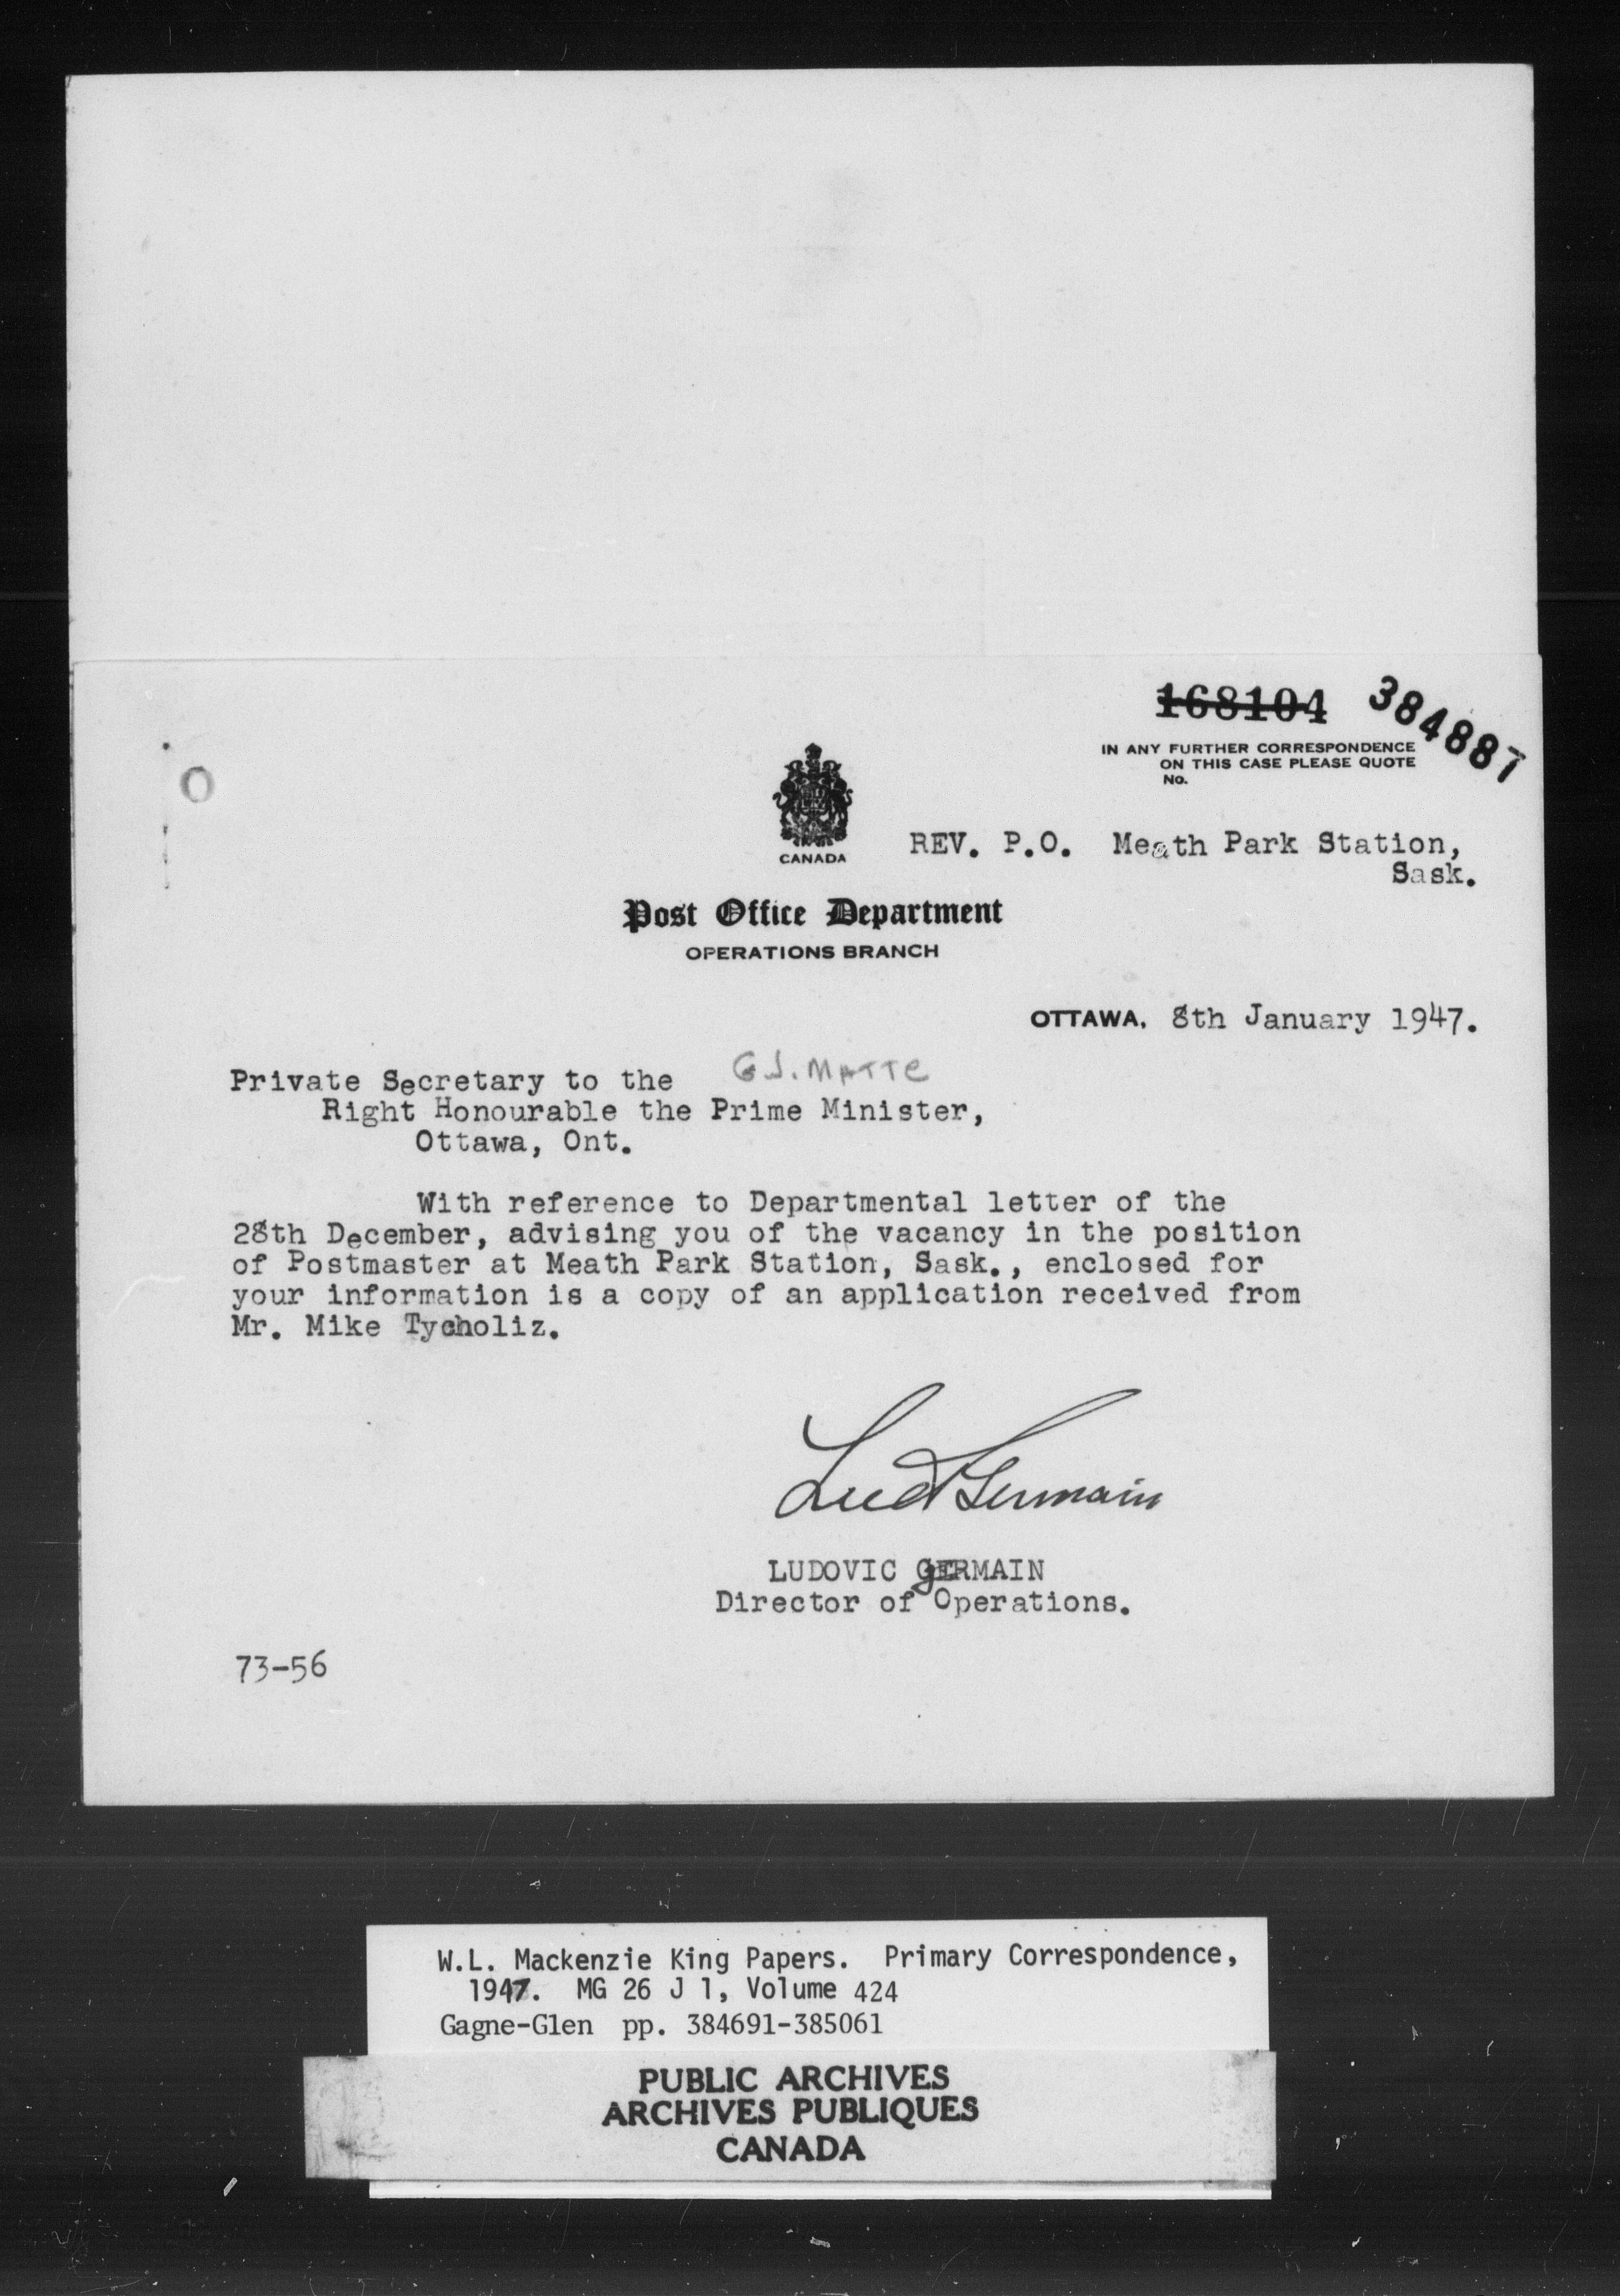 168104 384887
IN ANY FURTHER CORRESPONDENCE
ON THIS CASE PLEASE QUOTE
No.
CANADA
REV. P.O. Meath Park Station,
Sask.
Post Office Department
OPERATIONS BRANCH
OTTAWA, 8th January 1947.
G J. MATTE
Private Secretary to the
Right Honourable the Prime Minister,
Ottawa, Ont.
With reference to Departmental letter of the
28th December, advising you of the vacancy in the position
of Postmaster at Meath Park Station, Sask., enclosed for
your information is a copy of an application received from
Mr. Mike Tycholiz.
Lud Germain
LUDOVIC GERMAIN
Director of Operations.
73-56
W.L. Mackenzie King Papers. Primary Correspondence,
1947. MG 26 J 1, Volume 424
Gagne-Glen pp. 384691-385061
PUBLIC ARCHIVES
ARCHIVES PUBLIQUES
CANADA